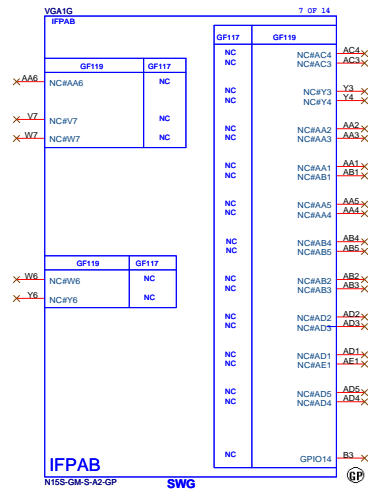 VGA1G 7 OF 14
IFPAB
GF117 GF119
NC NC#AC4 AC4
NC NC#AC3 AC3
GF119 GF117
AA6 NC#AA6 NC
NC NC#Y3 Y3
NC NC#Y4 Y4
V7 NC#V7 NC
NC NC#AA2 AA2
NC NC#AA3 AA3
W7 NC#W7 NC
NC NC#AA1 AA1
NC NC#AB1 AB1
NC NC#AA5 AA5
NC NC#AA4 AA4
NC NC#AB4 AB4
NC NC#AB5 AB5
GF119 GF117
W6 NC#W6 NC
NC NC#AB2 AB2
NC NC#AB3 AB3
Y6 NC#Y6 NC
NC NC#AD2 AD2
NC NC#AD3 AD3
NC NC#AD1 AD1
NC NC#AE1 AE1
NC NC#AD5 AD5
NC NC#AD4 AD4
NC GPIO14 B3
IFPAB
GP
N15S-GM-S-A2-GP
SWG